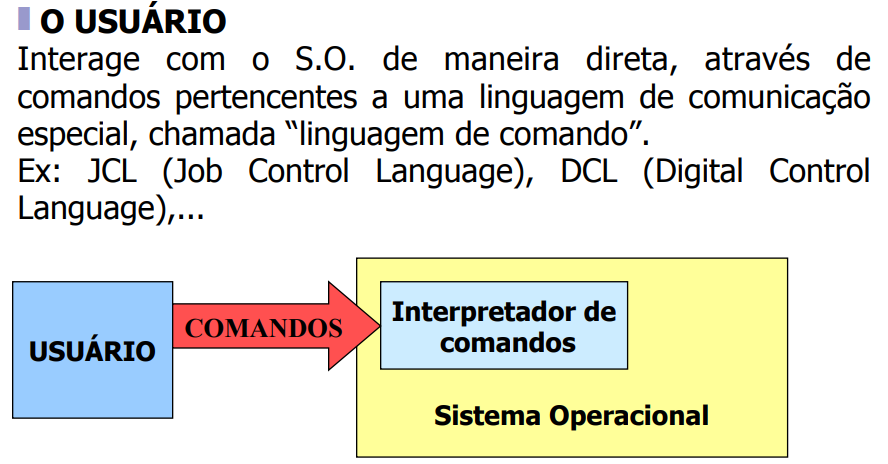 O USUÁRIO
Interage com o S.O. de maneira direta, através de
comandos pertencentes a uma linguagem de comunicação
especial, chamada “linguagem de comando”.
Ex: JCL (Job Control Language), DCL (Digital Control
Language),...
USUÁRIO
COMANDOS
Interpretador de
comandos
Sistema Operacional